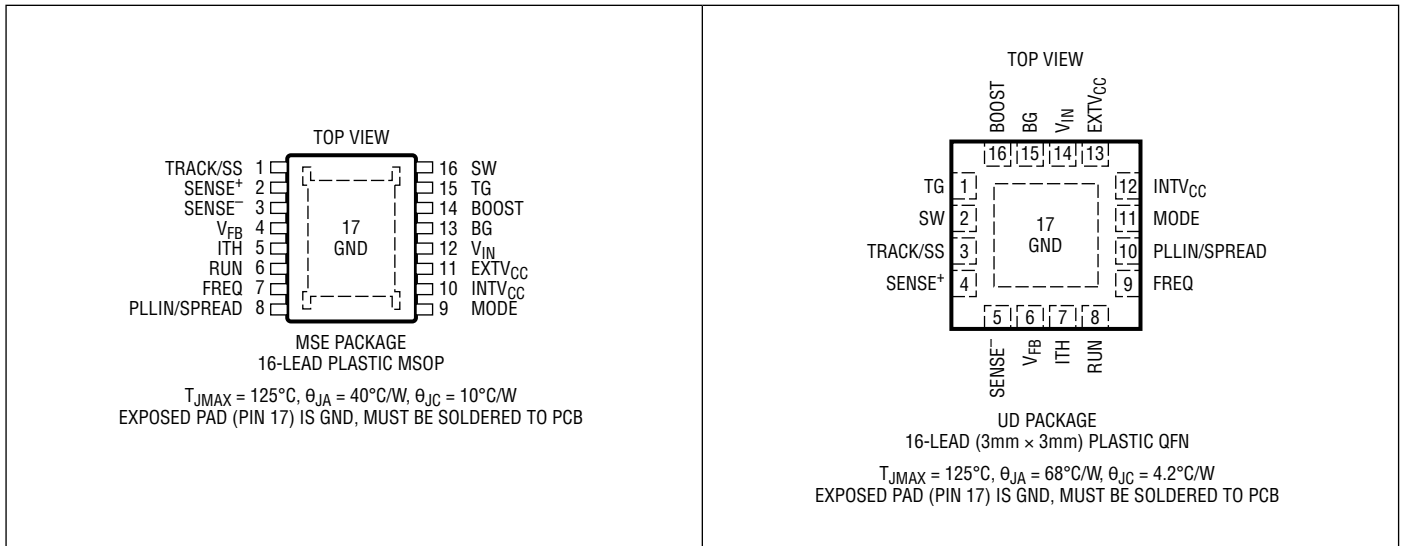 TOP VIEW
TRACK/SS 1
SENSE+ 2
SENSE– 3
VFB 4
ITH 5
RUN 6
FREQ 7
PLLIN/SPREAD 8
17
GND
16 SW
15 TG
14 BOOST
13 BG
12 VIN
11 EXTVCC
10 INTVCC
9 MODE
MSE PACKAGE
16-LEAD PLASTIC MSOP
TJMAX = 125°C, θJA = 40°C/W, θJC = 10°C/W
EXPOSED PAD (PIN 17) IS GND, MUST BE SOLDERED TO PCB
TOP VIEW
BOOST
BG
VIN
EXTVCC
16 15 14 13
TG 1
SW 2
TRACK/SS 3
SENSE+ 4
17
GND
12 INTVCC
11 MODE
10 PLLIN/SPREAD
9 FREQ
5 6 7 8
SENSE–
VFB
ITH
RUN
UD PACKAGE
16-LEAD (3mm × 3mm) PLASTIC QFN
TJMAX = 125°C, θJA = 68°C/W, θJC = 4.2°C/W
EXPOSED PAD (PIN 17) IS GND, MUST BE SOLDERED TO PCB